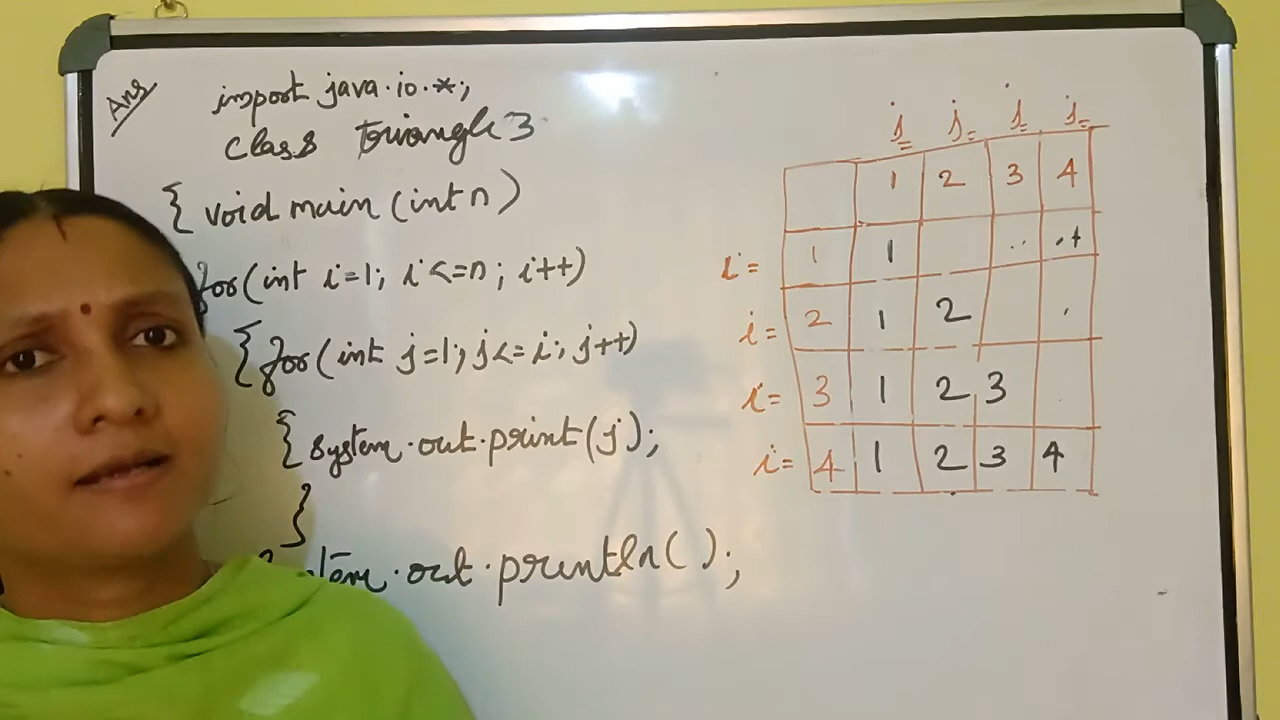 Ans
import java.io.*;
class triangle3
{ void main (int n)
for(int i=1; i<=n; i++)
{ for(int j=1; j<=i; j++)
{ system.out.print(j);
}
.out.println();
j= j= j= j=
1 2 3 4
i= 1 1
i= 2 1 2
i= 3 1 2 3
i= 4 1 2 3 4